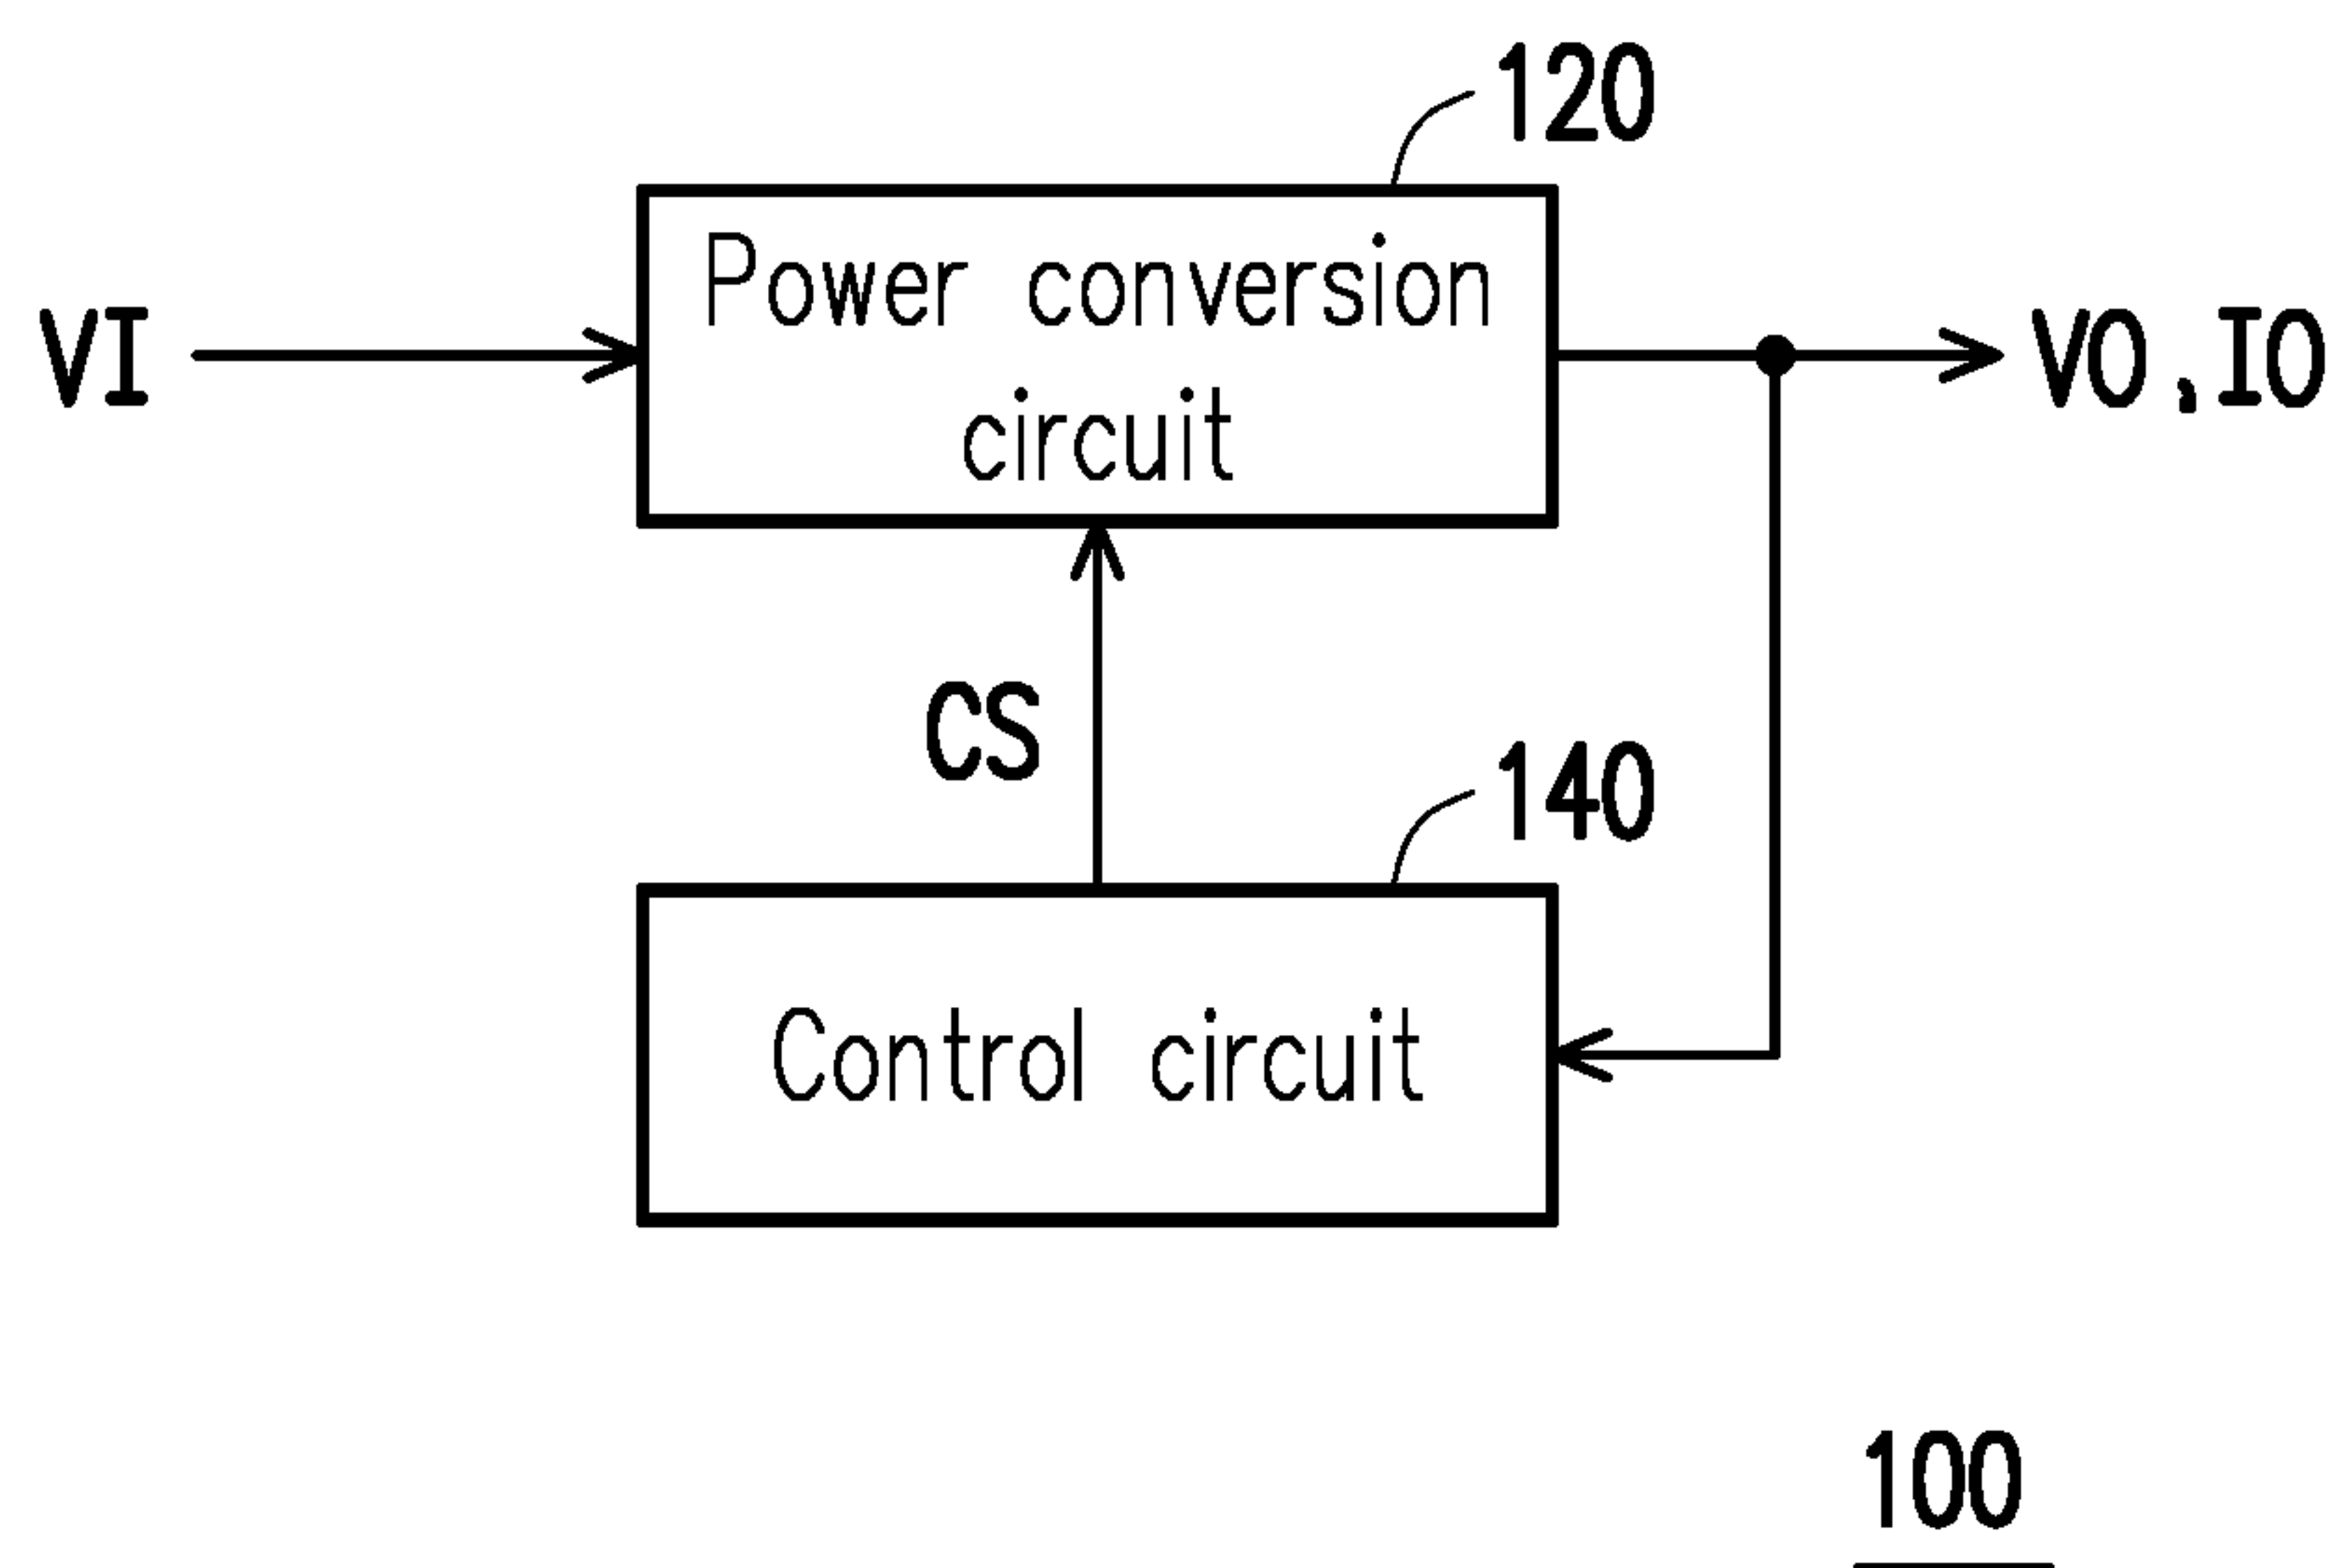 120
Power conversion
circuit
VI
VO,IO
CS
140
Control circuit
100